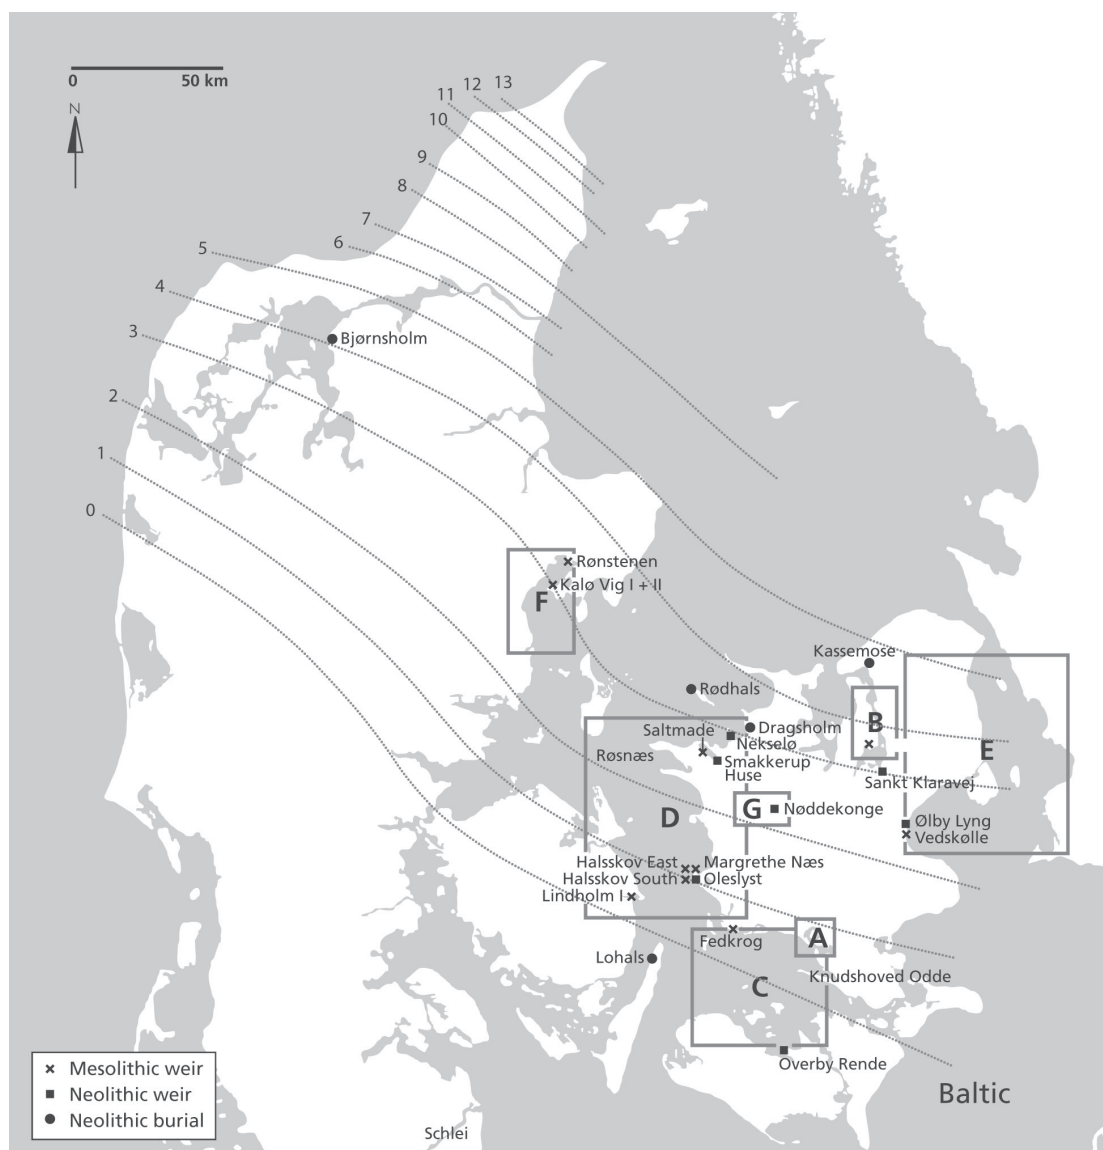 0 50 km
N
13
12
11
10
9
8
7
6
5
4
3
2
1
0
Bjørnsholm
Rønstenen
Kalø Vig I + II
F
Kassemose
Rødhals
B
Saltmade
Dragsholm
Nekselø
Røsnæs
Smakkerup
Huse
E
Sankt Klaravej
G
Nøddekonge
D
Ølby Lyng
Vedskølle
Halsskov East
Margrethe Næs
Halsskov South
Oleslyst
Lindholm I
Fedkrog
A
Lohals
Knudshoved Odde
C
Overby Rende
Baltic
Schlei
Mesolithic weir
Neolithic weir
Neolithic burial